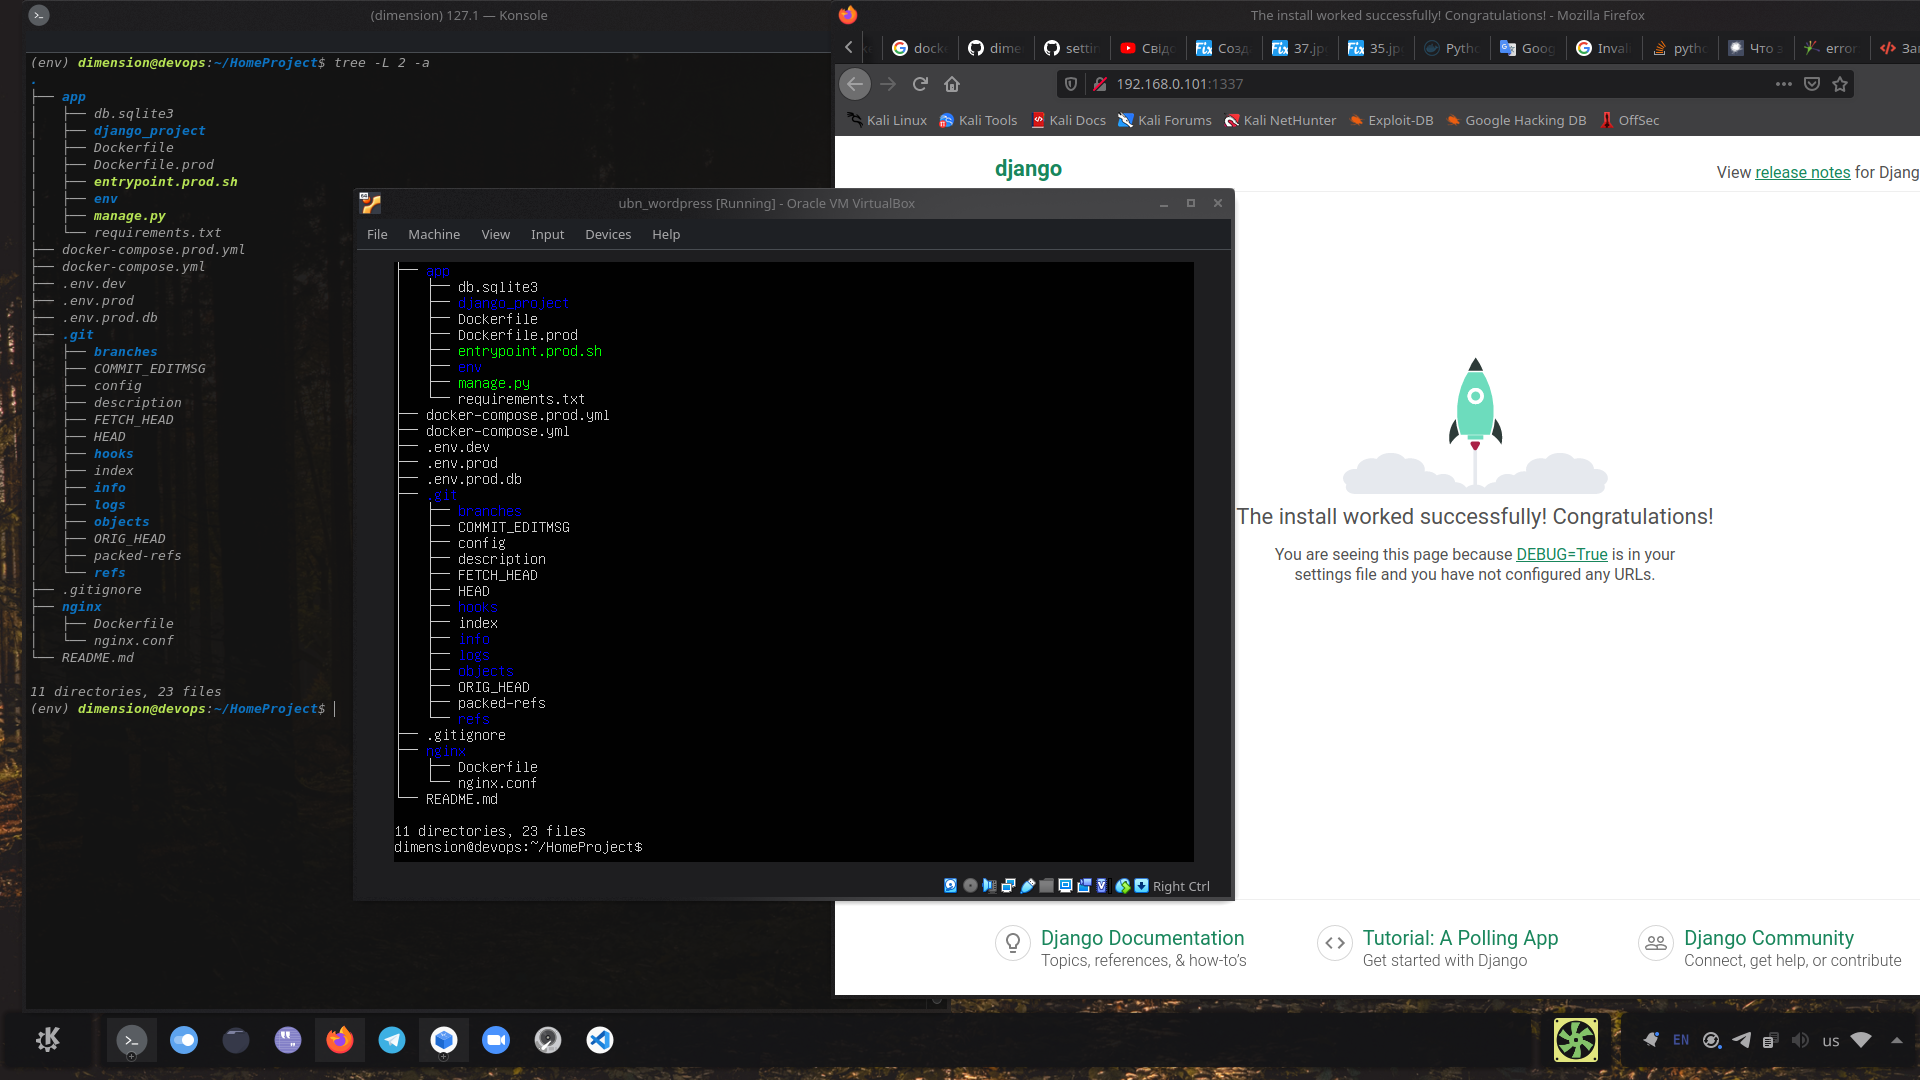 (dimension) 127.1 — Konsole
(env) dimension@devops:~/HomeProject$ tree -L 2 -a
.
├── app
│   ├── db.sqlite3
│   ├── django_project
│   ├── Dockerfile
│   ├── Dockerfile.prod
│   ├── entrypoint.prod.sh
│   ├── env
│   ├── manage.py
│   └── requirements.txt
├── docker-compose.prod.yml
├── docker-compose.yml
├── .env.dev
├── .env.prod
├── .env.prod.db
├── .git
│   ├── branches
│   ├── COMMIT_EDITMSG
│   ├── config
│   ├── description
│   ├── FETCH_HEAD
│   ├── HEAD
│   ├── hooks
│   ├── index
│   ├── info
│   ├── logs
│   ├── objects
│   ├── ORIG_HEAD
│   ├── packed-refs
│   └── refs
├── .gitignore
├── nginx
│   ├── Dockerfile
│   └── nginx.conf
└── README.md
11 directories, 23 files
(env) dimension@devops:~/HomeProject$
ubn_wordpress [Running] - Oracle VM VirtualBox
File Machine View Input Devices Help
├── app
│   ├── db.sqlite3
│   ├── django_project
│   ├── Dockerfile
│   ├── Dockerfile.prod
│   ├── entrypoint.prod.sh
│   ├── env
│   ├── manage.py
│   └── requirements.txt
├── docker-compose.prod.yml
├── docker-compose.yml
├── .env.dev
├── .env.prod
├── .env.prod.db
├── .git
│   ├── branches
│   ├── COMMIT_EDITMSG
│   ├── config
│   ├── description
│   ├── FETCH_HEAD
│   ├── HEAD
│   ├── hooks
│   ├── index
│   ├── info
│   ├── logs
│   ├── objects
│   ├── ORIG_HEAD
│   ├── packed-refs
│   └── refs
├── .gitignore
├── nginx
│   ├── Dockerfile
│   └── nginx.conf
└── README.md
11 directories, 23 files
dimension@devops:~/HomeProject$
Right Ctrl
The install worked successfully! Congratulations! - Mozilla Firefox
dock dime settin Свідо Созд 37.jp 35.jp Pyth Goog Inval pytho Что error Заг
192.168.0.101:1337
Kali Linux Kali Tools Kali Docs Kali Forums Kali NetHunter Exploit-DB Google Hacking DB OffSec
django
View release notes for Djang
The install worked successfully! Congratulations!
You are seeing this page because DEBUG=True is in your
settings file and you have not configured any URLs.
Django Documentation
Topics, references, & how-to's
Tutorial: A Polling App
Get started with Django
Django Community
Connect, get help, or contribute
EN us